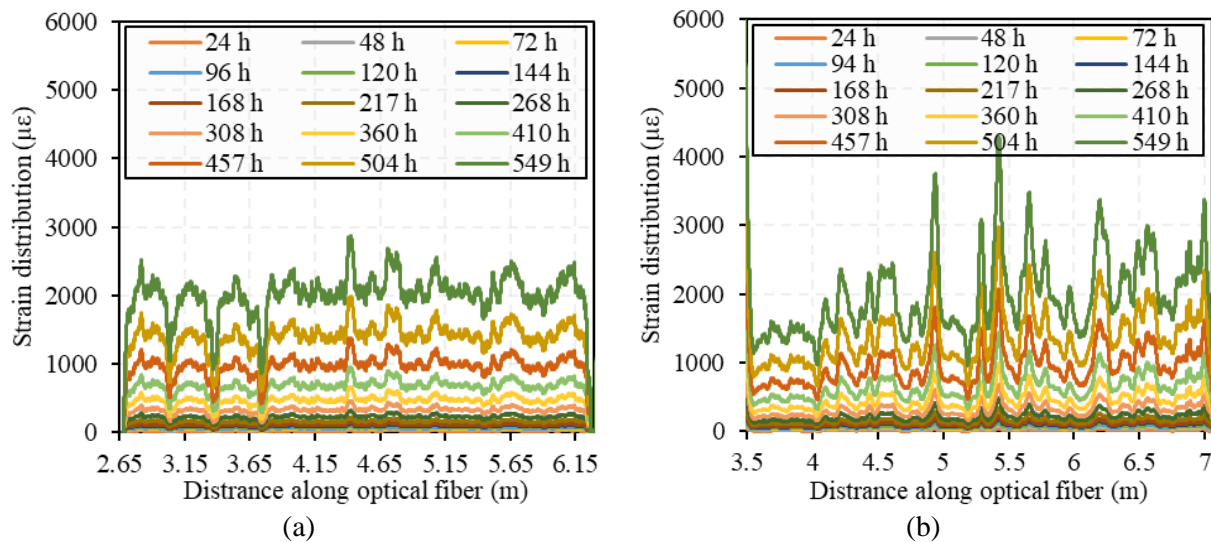 6000
5000
4000
3000
2000
1000
0
Strain distribution (με)
24 h 48 h 72 h
96 h 120 h 144 h
168 h 217 h 268 h
308 h 360 h 410 h
457 h 504 h 549 h
2.65 3.15 3.65 4.15 4.65 5.15 5.65 6.15
Distrance along optical fiber (m)
(a)
6000
5000
4000
3000
2000
1000
0
Strain distribution (με)
24 h 48 h 72 h
94 h 120 h 144 h
168 h 217 h 268 h
308 h 360 h 410 h
457 h 504 h 549 h
3.5 4 4.5 5 5.5 6 6.5 7
Distrance along optical fiber (m)
(b)